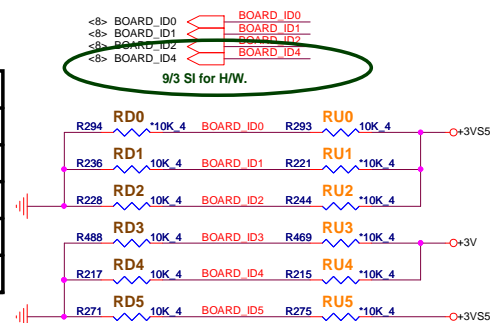 <8> BOARD_ID0 BOARD_ID0
<8> BOARD_ID1 BOARD_ID1
<8> BOARD_ID2 BOARD_ID2
<8> BOARD_ID4 BOARD_ID4
9/3 SI for H/W.
RD0 RU0
R294 *10K_4 BOARD_ID0 R293 10K_4 +3VS5
RD1 RU1
R236 10K_4 BOARD_ID1 R221 *10K_4
RD2 RU2
R228 10K_4 BOARD_ID2 R244 *10K_4
RD3 RU3
R488 10K_4 BOARD_ID3 R469 *10K_4 +3V
RD4 RU4
R217 10K_4 BOARD_ID4 R215 *10K_4
RD5 RU5
R271 10K_4 BOARD_ID5 R275 *10K_4 +3VS5